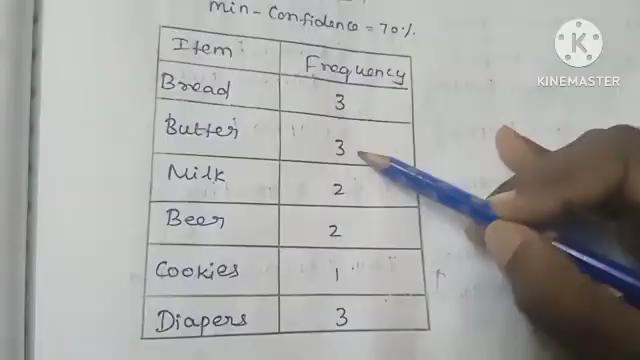 Min-Confidence = 70%.
Item Frequency
Bread 3
Butter 3
Milk 2
Beer 2
Cookies 1
Diapers 3
KINEMASTER